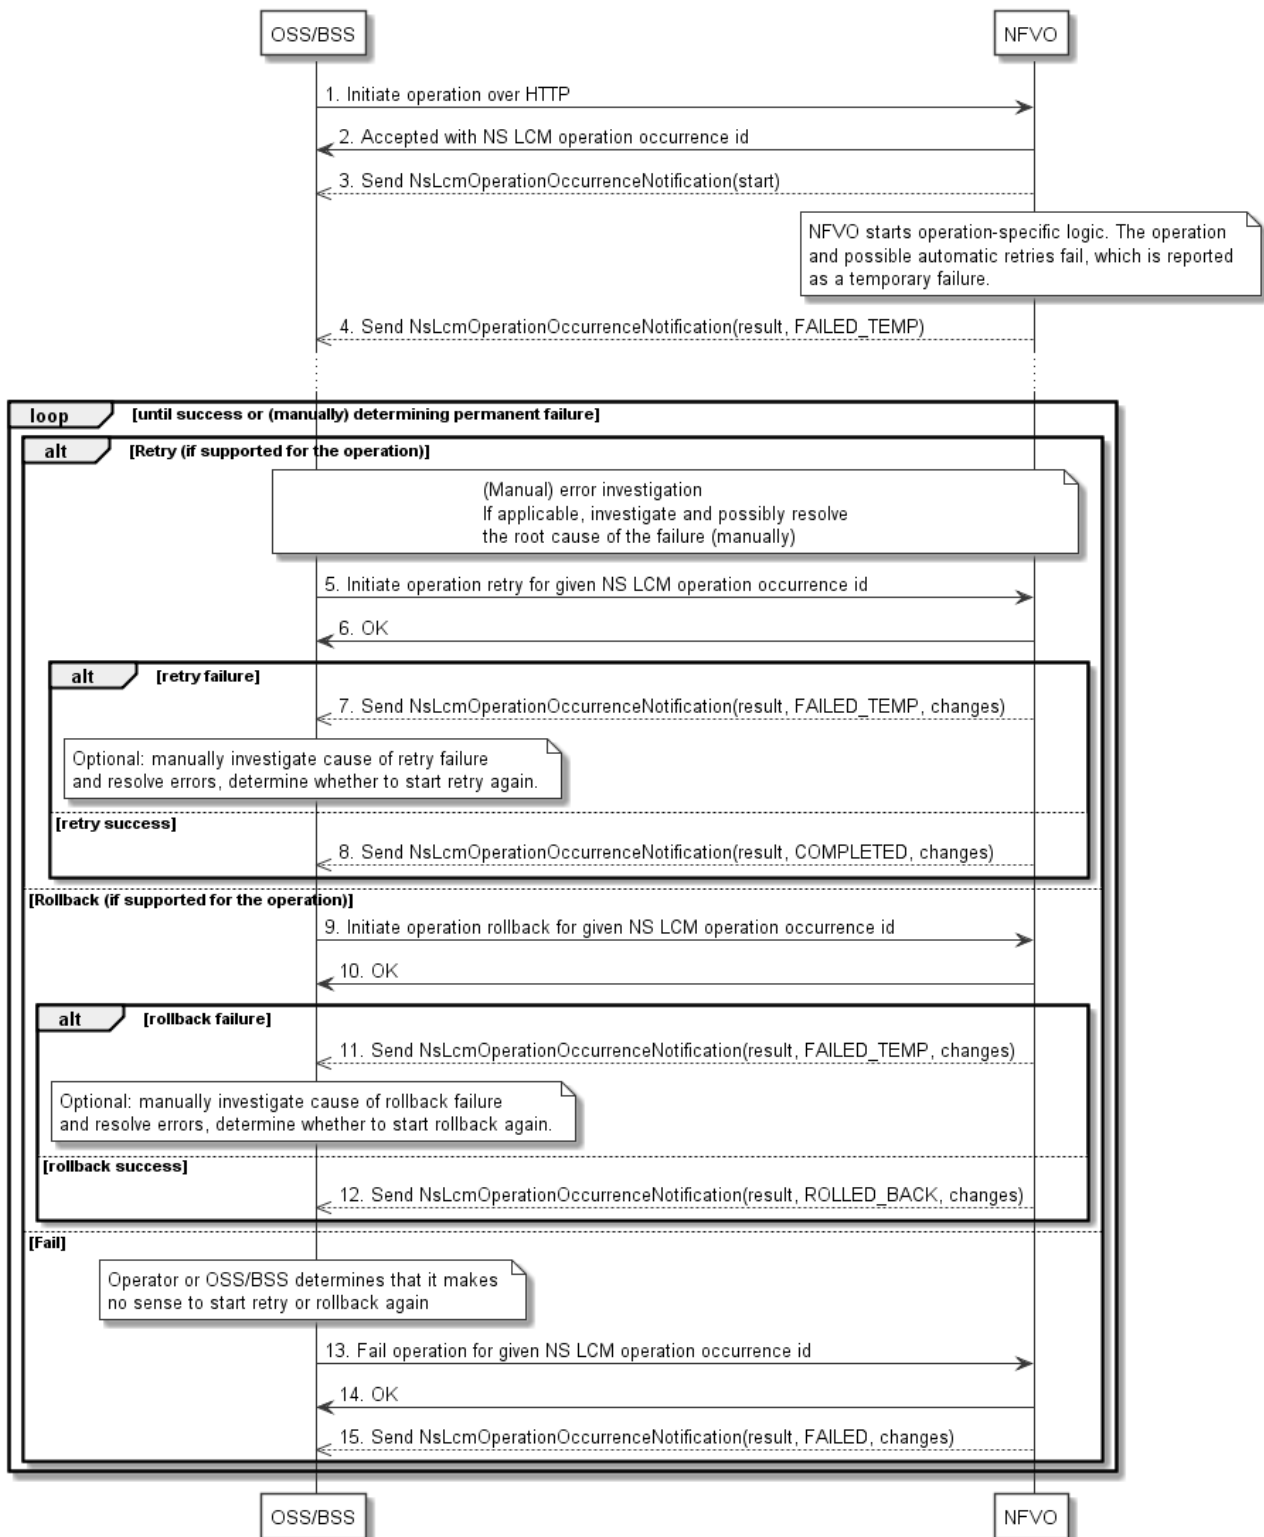 OSS/BSS
NFVO
1. Initiate operation over HTTP
2. Accepted with NS LCM operation occurrence id
3. Send NsLcmOperationOccurrenceNotification(start)
NFVO starts operation-specific logic. The operation
and possible automatic retries fail, which is reported
as a temporary failure.
4. Send NsLcmOperationOccurrenceNotification(result, FAILED_TEMP)
loop [until success or (manually) determining permanent failure]
alt [Retry (if supported for the operation)]
(Manual) error investigation
If applicable, investigate and possibly resolve
the root cause of the failure (manually)
5. Initiate operation retry for given NS LCM operation occurrence id
6. OK
alt [retry failure]
7. Send NsLcmOperationOccurrenceNotification(result, FAILED_TEMP, changes)
Optional: manually investigate cause of retry failure
and resolve errors, determine whether to start retry again.
[retry success]
8. Send NsLcmOperationOccurrenceNotification(result, COMPLETED, changes)
[Rollback (if supported for the operation)]
9. Initiate operation rollback for given NS LCM operation occurrence id
10. OK
alt [rollback failure]
11. Send NsLcmOperationOccurrenceNotification(result, FAILED_TEMP, changes)
Optional: manually investigate cause of rollback failure
and resolve errors, determine whether to start rollback again.
[rollback success]
12. Send NsLcmOperationOccurrenceNotification(result, ROLLED_BACK, changes)
[Fail]
Operator or OSS/BSS determines that it makes
no sense to start retry or rollback again
13. Fail operation for given NS LCM operation occurrence id
14. OK
15. Send NsLcmOperationOccurrenceNotification(result, FAILED, changes)
OSS/BSS
NFVO